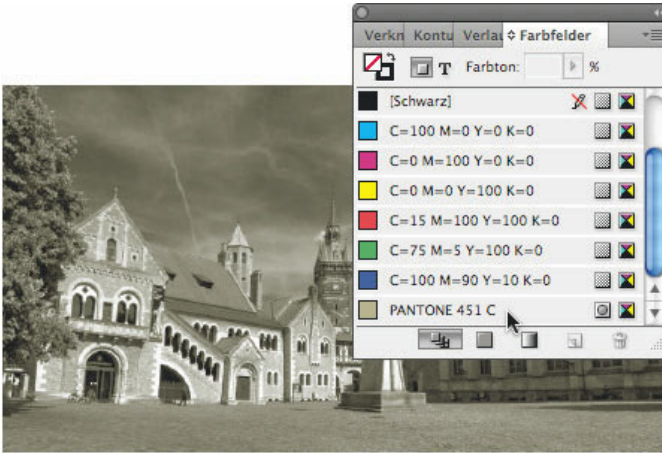 Verkn Kontu Verlau Farbfelder
T Farbton: %
[Schwarz]
C=100 M=0 Y=0 K=0
C=0 M=100 Y=0 K=0
C=0 M=0 Y=100 K=0
C=15 M=100 Y=100 K=0
C=75 M=5 Y=100 K=0
C=100 M=90 Y=10 K=0
PANTONE 451 C